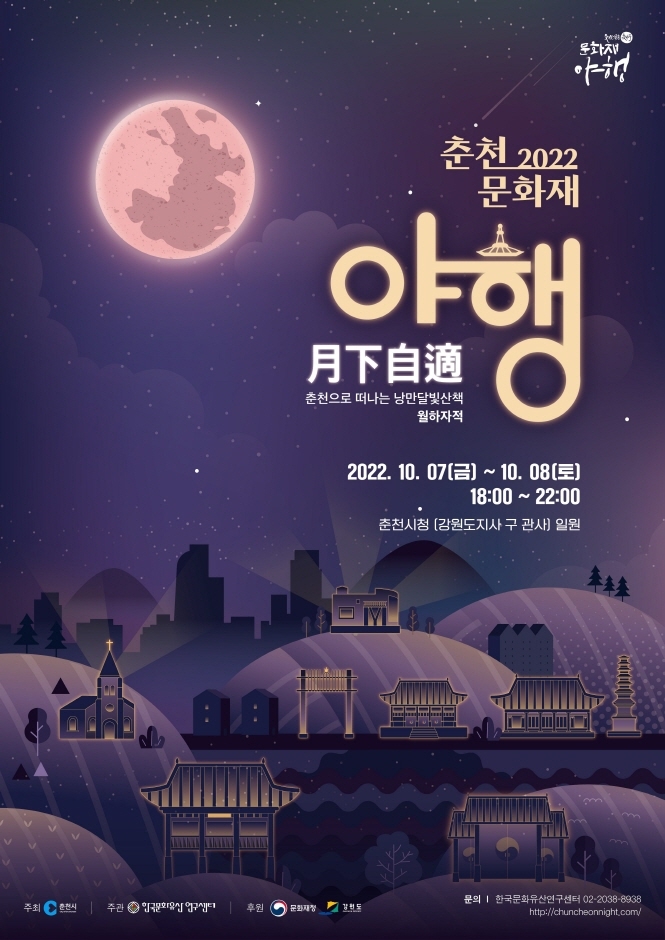 문화재
야행
춘천 2022
문화재
야행
月下自適
춘천으로 떠나는 낭만달빛산책
월하자적
2022. 10. 07(금) ~ 10. 08(토)
18:00 ~ 22:00
춘천시청 (강원도지사 구 관사) 일원
주최 춘천시 주관 한국문화유산연구센터 후원 문화재청 강원도
문의 | 한국문화유산연구센터 02-2038-8938
http://chuncheonnight.com/